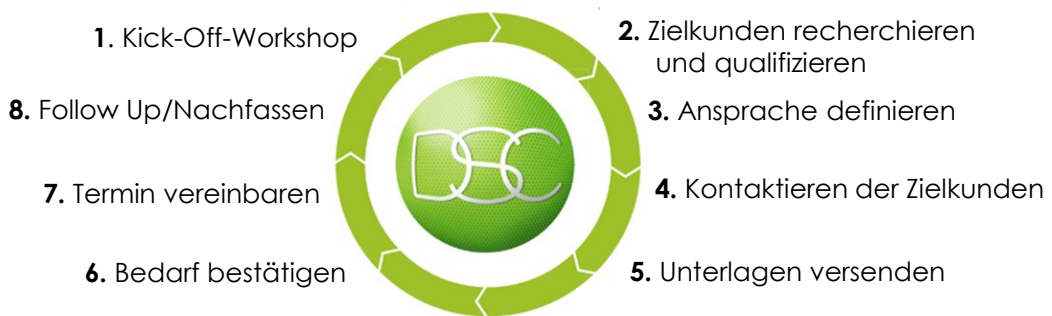 1. Kick-Off-Workshop
2. Zielkunden recherchieren
und qualifizieren
3. Ansprache definieren
4. Kontaktieren der Zielkunden
5. Unterlagen versenden
6. Bedarf bestätigen
7. Termin vereinbaren
8. Follow Up/Nachfassen
DSC